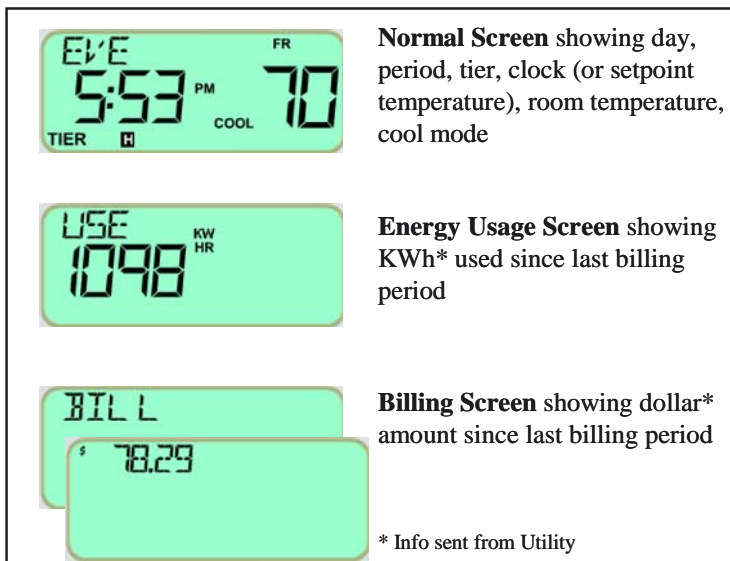 EVE
FR
5:53 PM
COOL
70
TIER H
Normal Screen showing day,
period, tier, clock (or setpoint
temperature), room temperature,
cool mode
USE
1098 KW
HR
Energy Usage Screen showing
KWh* used since last billing
period
BILL
$ 78.29
Billing Screen showing dollar*
amount since last billing period
* Info sent from Utility